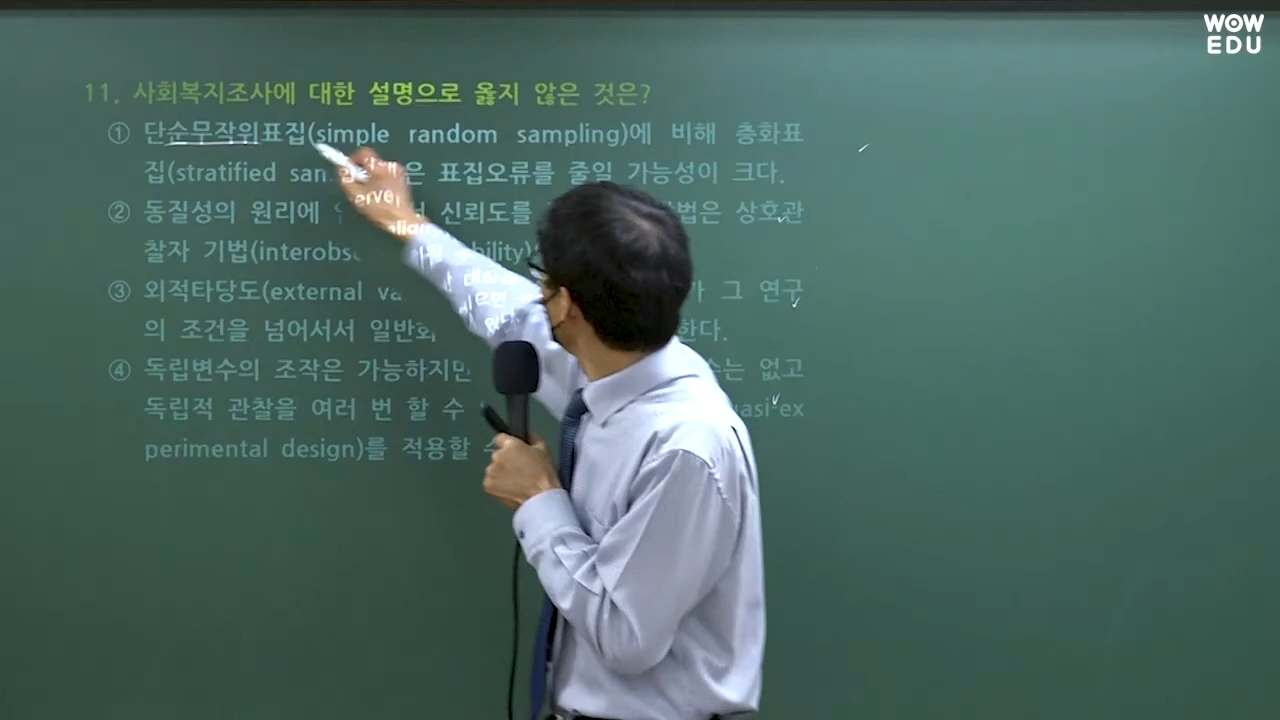 WOW
EDU
11. 사회복지조사에 대한 설명으로 옳지 않은 것은?
① 단순무작위표집(simple random sampling)에 비해 층화표
집(stratified san 은 표집오류를 줄일 가능성이 크다.
② 동질성의 원리에 신뢰도를 법은 상호관
찰자 기법(interobs bility)
③ 외적타당도(external va 가 그 연구
의 조건을 넘어서서 일반화 한다.
④ 독립변수의 조작은 가능하지만 수는 없고
독립적 관찰을 여러 번 할 수 uasi ex
perimental design)를 적용할 수